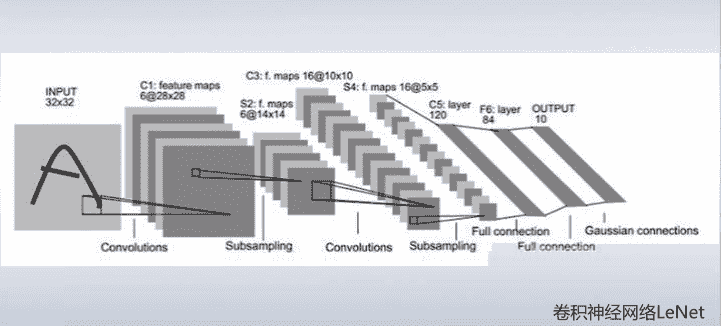 INPUT
32x32
C1: feature maps
6@28x28
C3: f. maps 16@10x10
S2: f. maps
6@14x14
S4: f. maps 16@5x5
C5: layer
120
F6: layer
84
OUTPUT
10
Convolutions
Subsampling
Convolutions
Subsampling
Full connection
Full connection
Gaussian connections
卷积神经网络LeNet